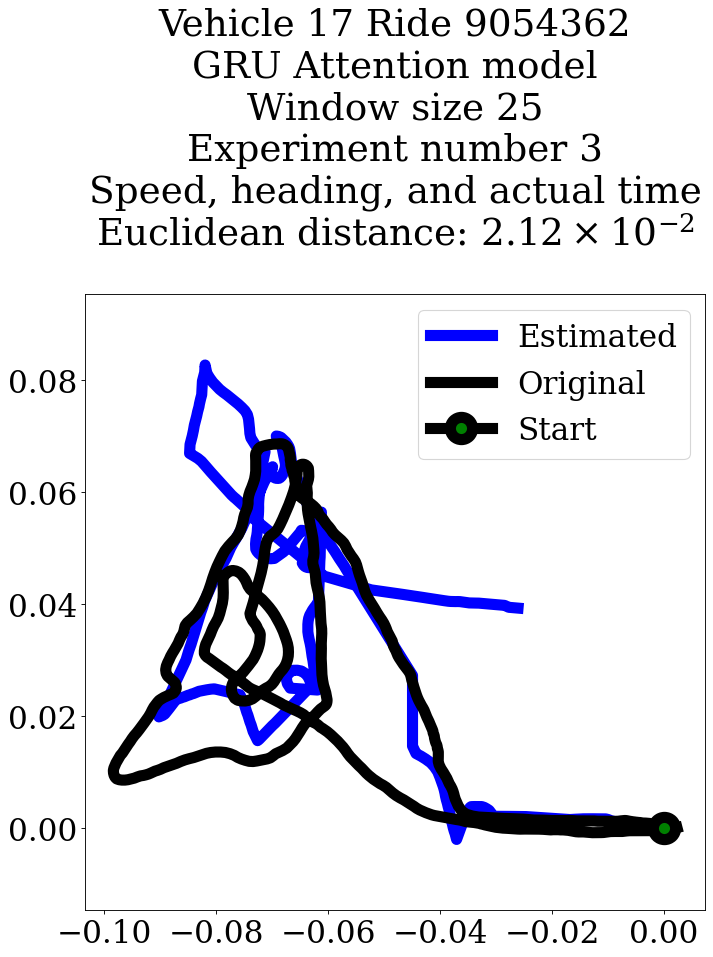 Vehicle 17 Ride 9054362
GRU Attention model
Window size 25
Experiment number 3
Speed, heading, and actual time
Euclidean distance: 2.12 × 10⁻²
Estimated
Original
Start
0.08
0.06
0.04
0.02
0.00
−0.10 −0.08 −0.06 −0.04 −0.02 0.00